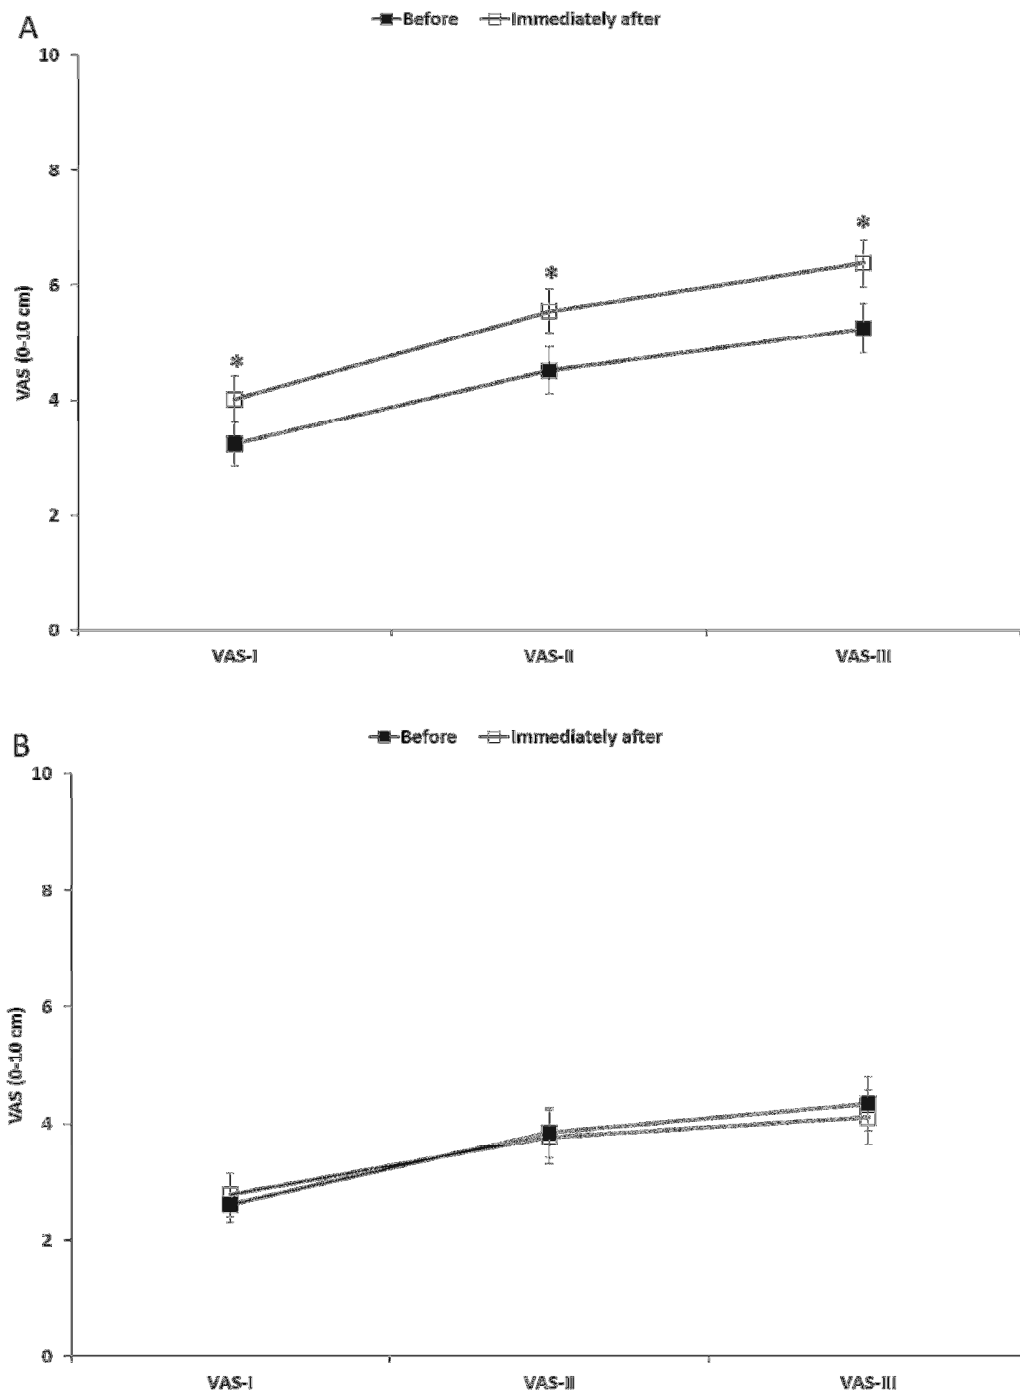 A
Before Immediately after
10
8
*
*
6
*
4
2
0
VAS (0-10 cm)
VAS-I VAS-II VAS-III
B
Before Immediately after
10
8
6
4
2
0
VAS (0-10 cm)
VAS-I VAS-II VAS-III